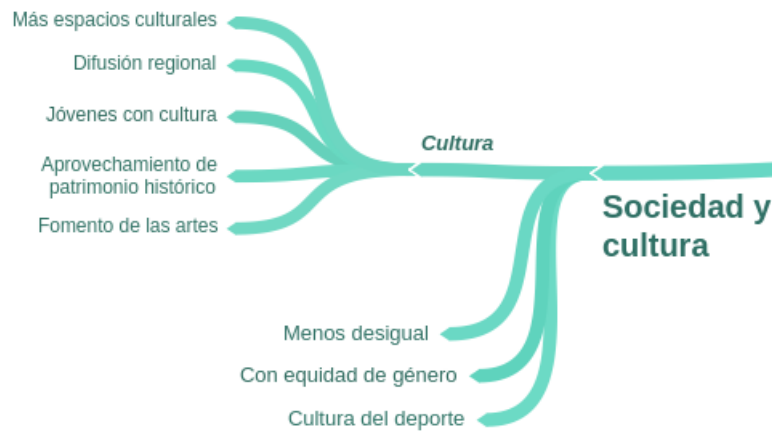 Más espacios culturales
Difusión regional
Jóvenes con cultura
Aprovechamiento de
patrimonio histórico
Fomento de las artes
Cultura
Sociedad y
cultura
Menos desigual
Con equidad de género
Cultura del deporte